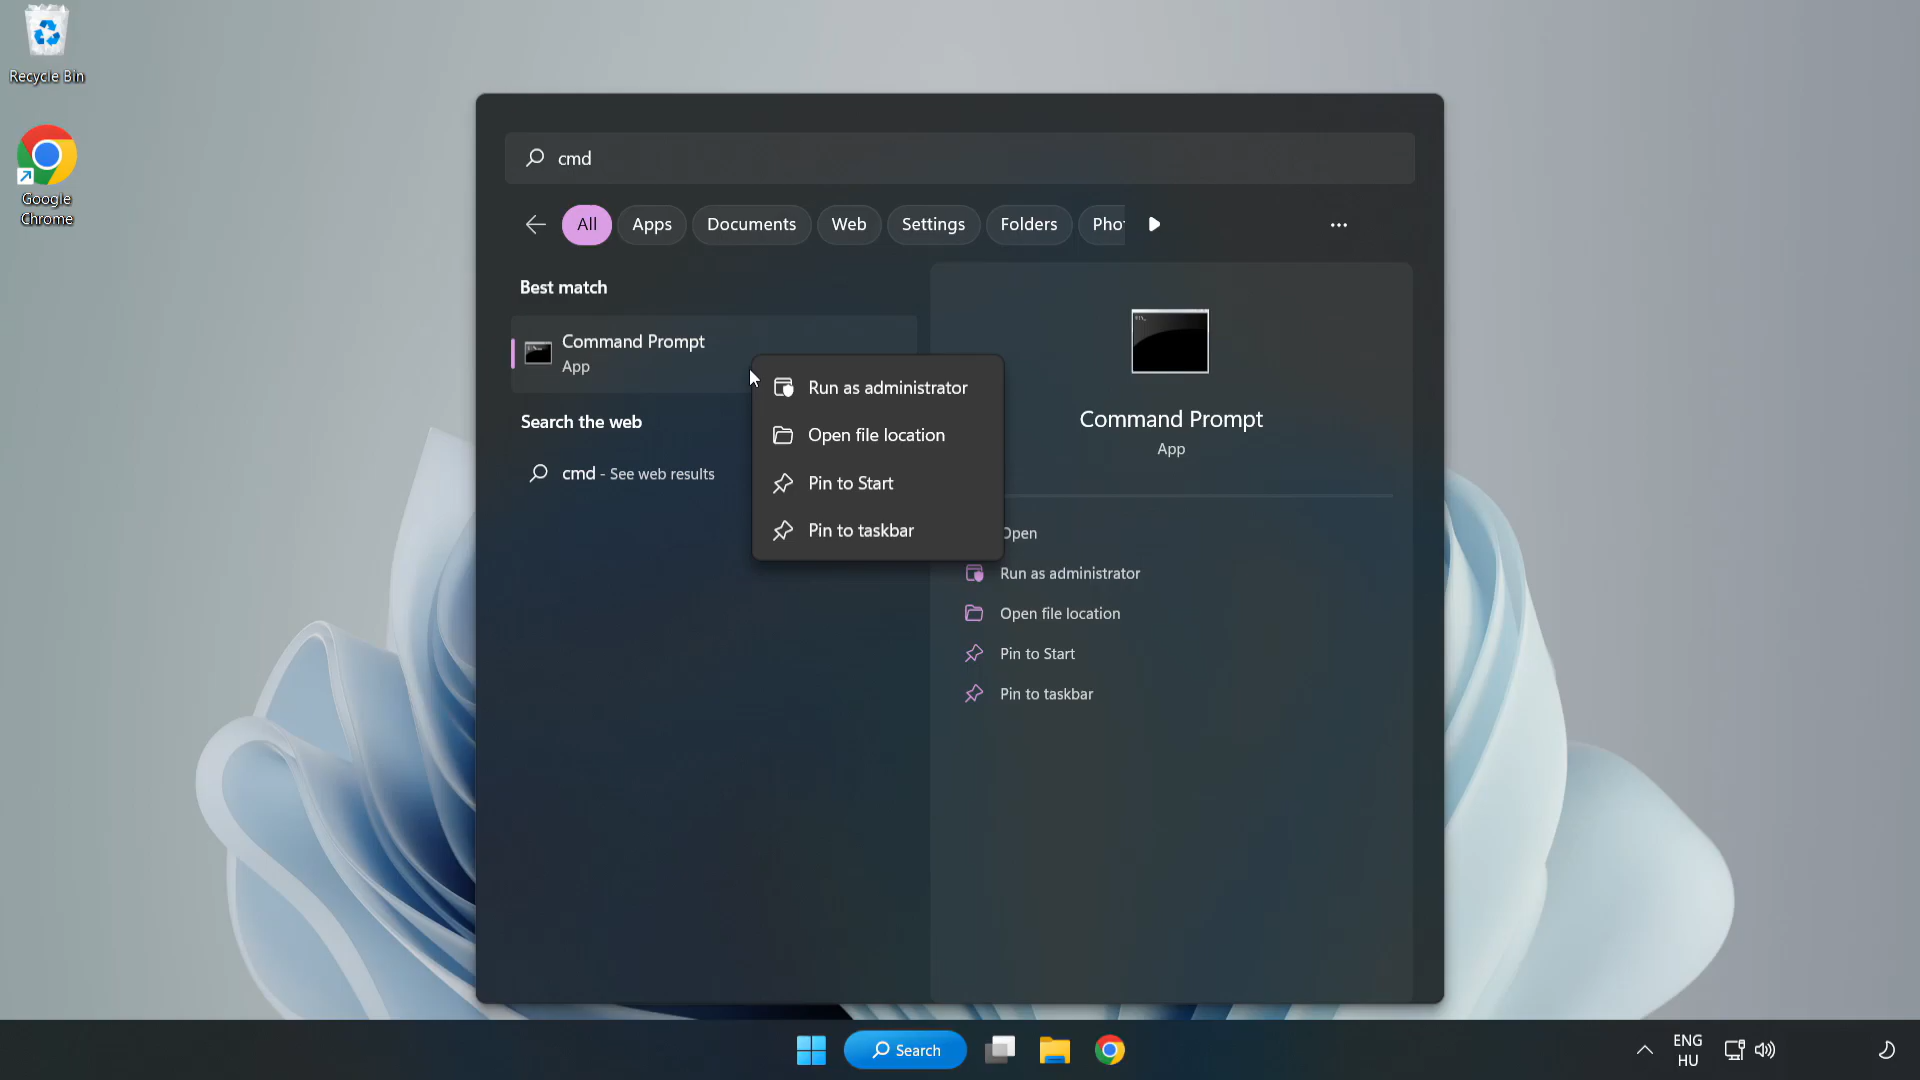 Recycle Bin
Google
Chrome
cmd
All
Apps
Documents
Web
Settings
Folders
Best match
Command Prompt
App
Search the web
cmd - See web results
Run as administrator
Open file location
Pin to Start
Pin to taskbar
Command Prompt
App
Open
Run as administrator
Open file location
Pin to Start
Pin to taskbar
Search
ENG
HU